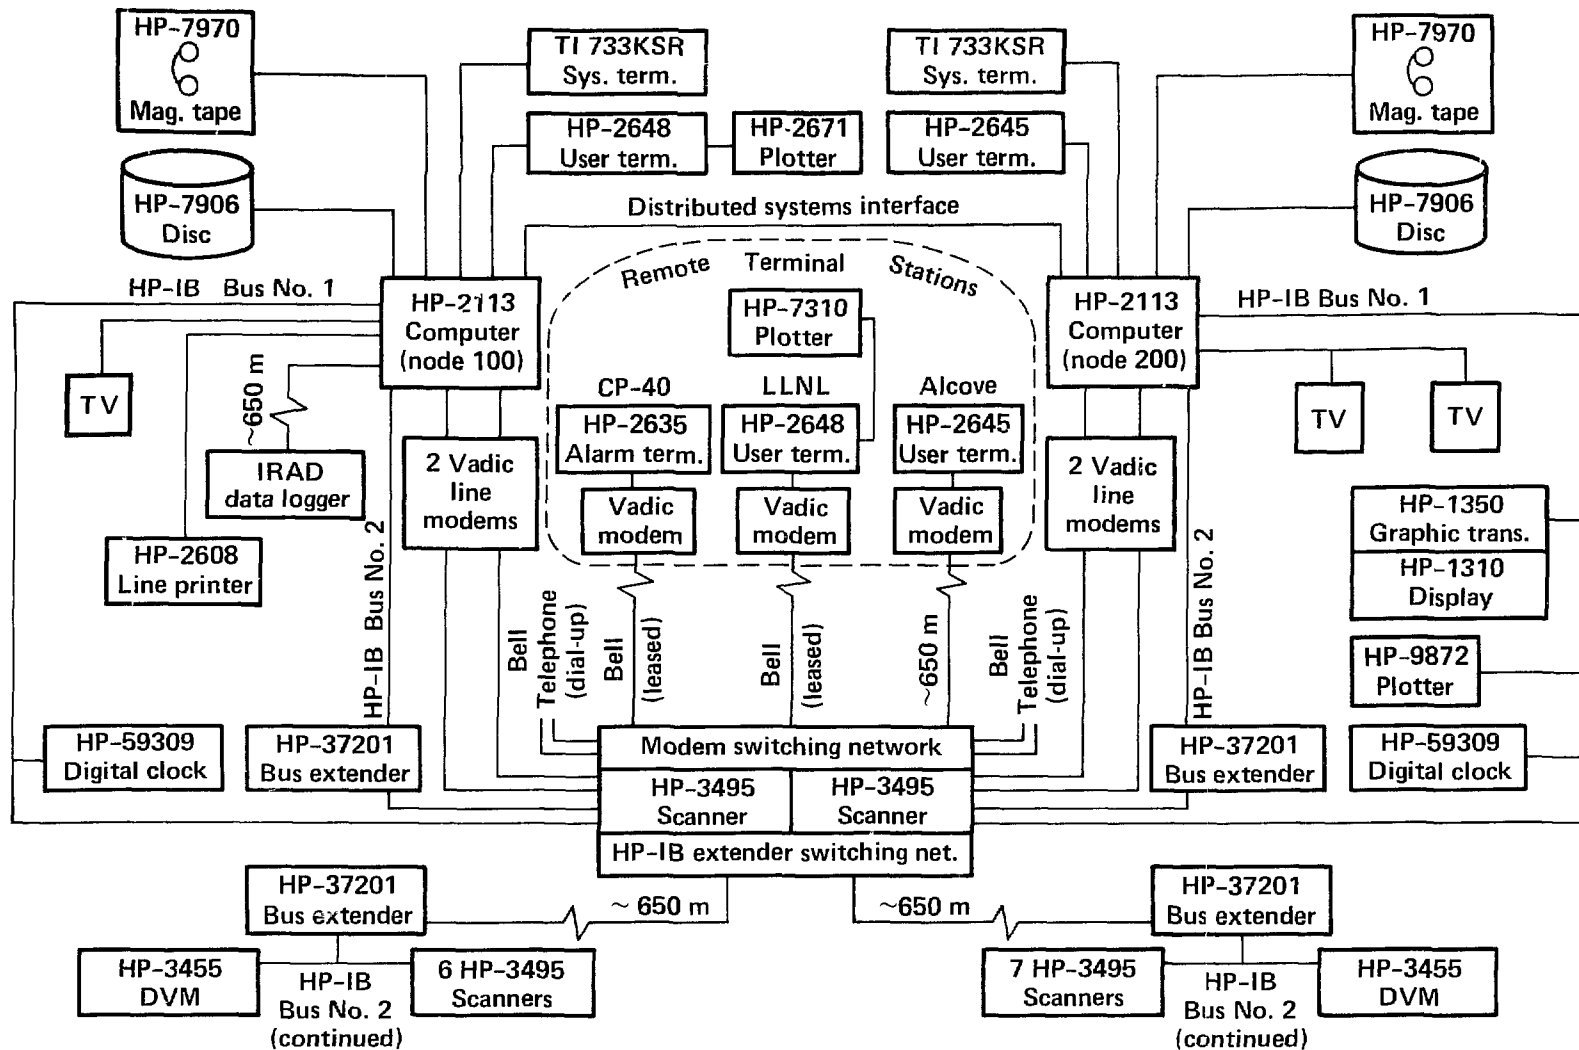 HP-7970
Mag. tape
TI 733KSR
Sys. term.
TI 733KSR
Sys. term.
HP-7970
Mag. tape
HP-2648
User term.
HP-2671
Plotter
HP-2645
User term.
HP-7906
Disc
HP-7906
Disc
Distributed systems interface
Remote Terminal Stations
HP-IB Bus No. 1
HP-2113
Computer
(node 100)
HP-7310
Plotter
HP-2113
Computer
(node 200)
HP-IB Bus No. 1
TV
~650 m
IRAD
data logger
HP-2608
Line printer
2 Vadic
line
modems
CP-40
HP-2635
Alarm term.
Vadic
modem
LLNL
HP-2648
User term.
Vadic
modem
Alcove
HP-2645
User term.
Vadic
modem
2 Vadic
line
modems
TV
TV
HP-1350
Graphic trans.
HP-1310
Display
HP-9872
Plotter
HP-IB Bus No. 2
Bell
Telephone
(dial-up)
Bell
(leased)
Bell
(leased)
~650 m
Bell
Telephone
(dial-up)
HP-IB Bus No. 2
HP-59309
Digital clock
HP-37201
Bus extender
Modem switching network
HP-3495
Scanner
HP-3495
Scanner
HP-IB extender switching net.
HP-37201
Bus extender
HP-59309
Digital clock
HP-37201
Bus extender
~ 650 m
~650 m
HP-37201
Bus extender
HP-3455
DVM
HP-IB
Bus No. 2
(continued)
6 HP-3495
Scanners
7 HP-3495
Scanners
HP-IB
Bus No. 2
(continued)
HP-3455
DVM